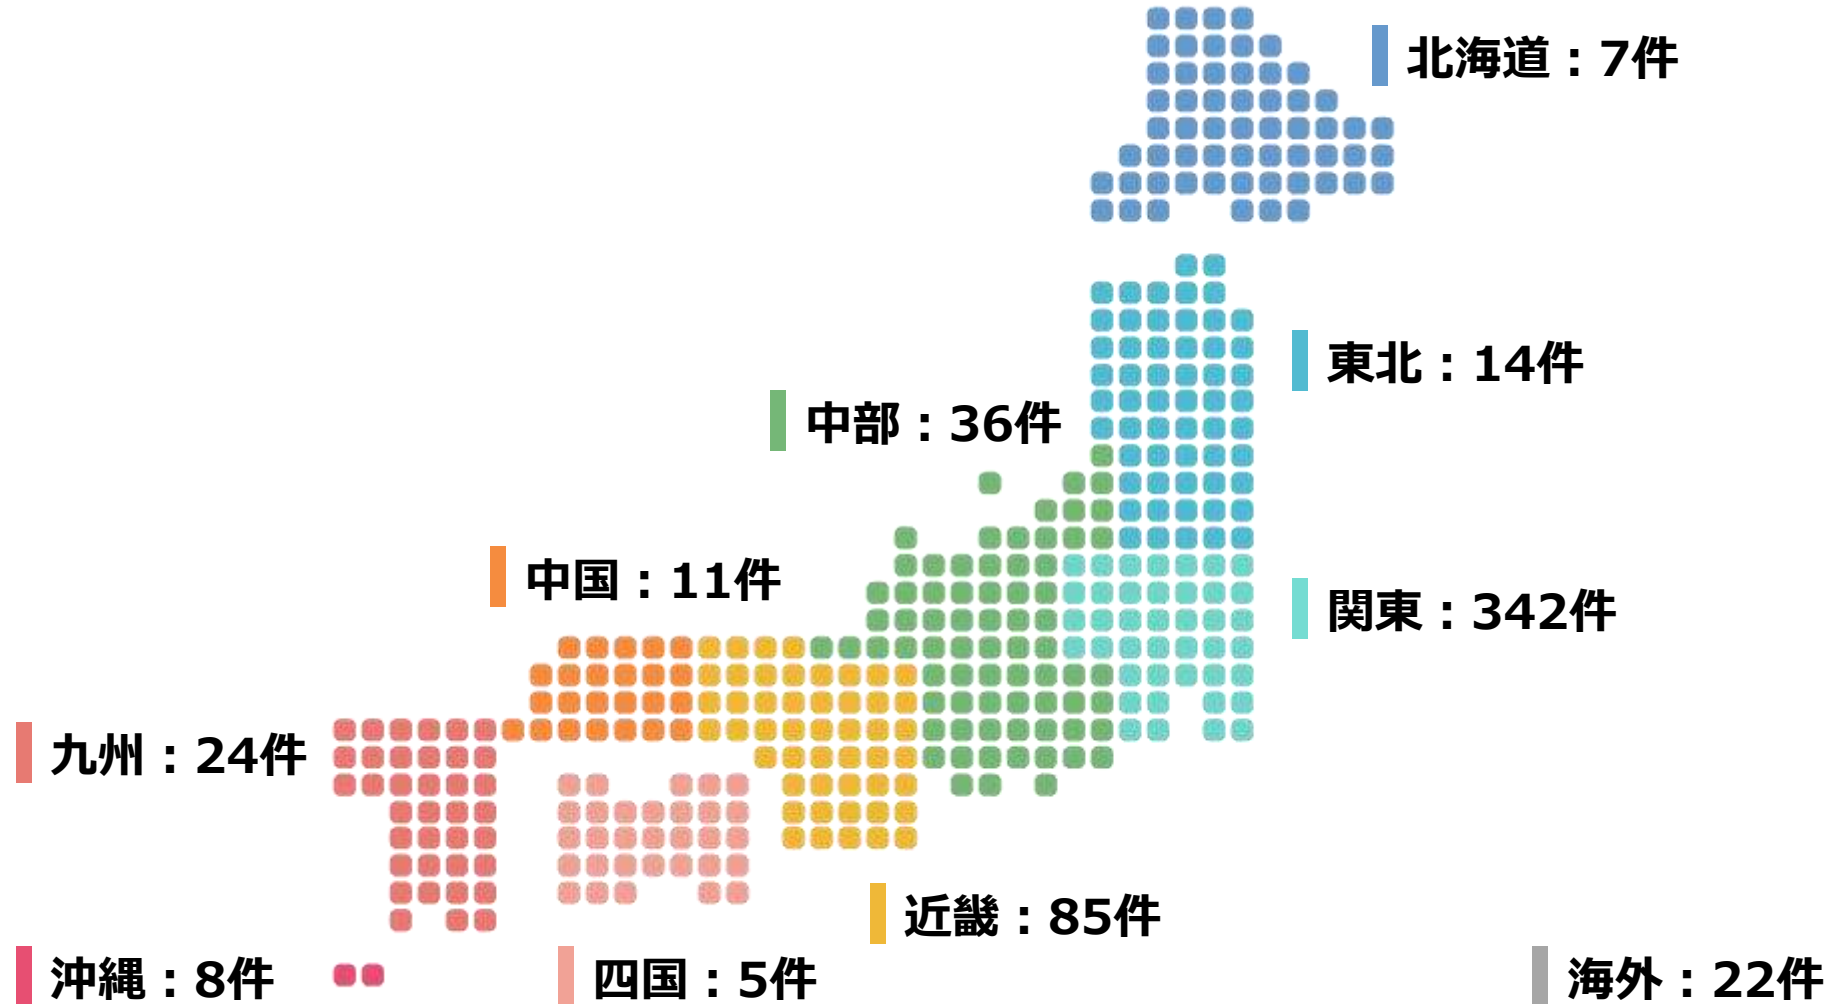 北海道：7件
東北：14件
中部：36件
中国：11件
関東：342件
九州：24件
近畿：85件
沖縄：8件
四国：5件
海外：22件